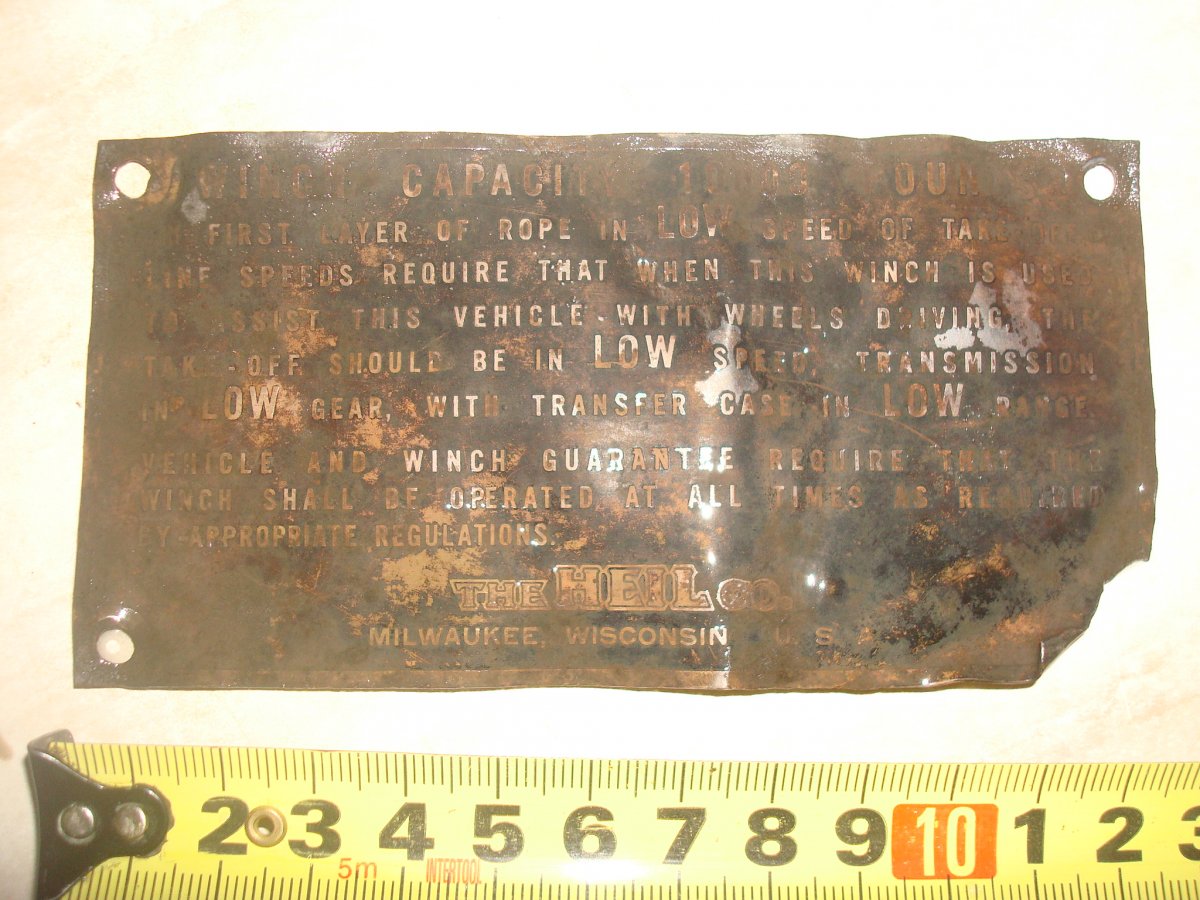 WINCH CAPACITY
FIRST LAYER OF ROPE IN LOW SPEED OF TAKE
LINE SPEEDS REQUIRE THAT WHEN THIS WINCH IS USED
TO ASSIST THIS VEHICLE WITH WHEELS DRIVING, THE
TAKE-OFF SHOULD BE IN LOW SPEED, TRANSMISSION
IN LOW GEAR, WITH TRANSFER CASE IN LOW RANGE.
VEHICLE AND WINCH GUARANTEE REQUIRE THAT THE
WINCH SHALL BE OPERATED AT ALL TIMES AS REQUIRED
BY APPROPRIATE REGULATIONS.
THE HEIL CO.
MILWAUKEE, WISCONSIN U. S. A.
2 3 4 5 6 7 8 9 10 1 2 3
5m INTERTOOL